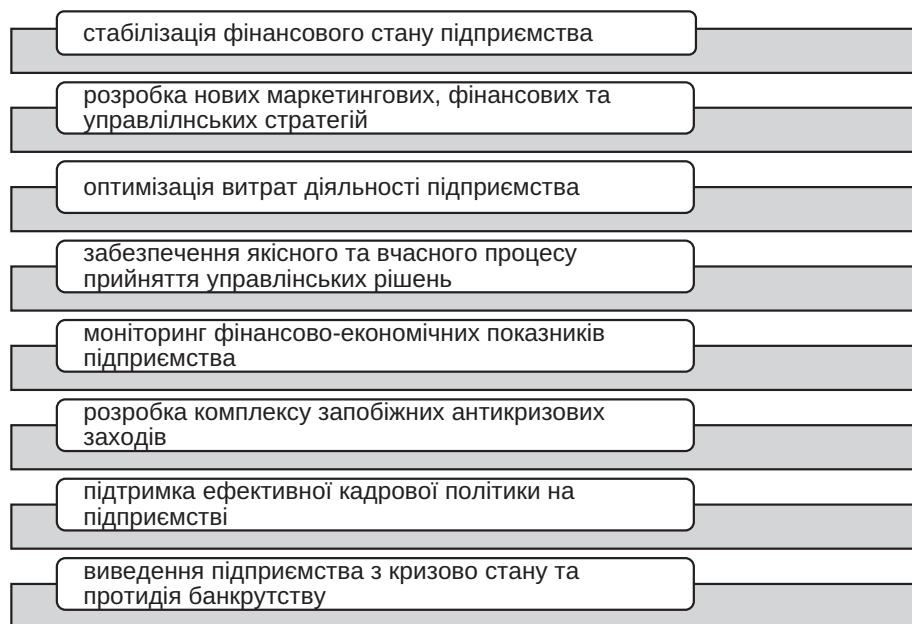 стабілізація фінансового стану підприємства
розробка нових маркетингових, фінансових та
управлілнських стратегій
оптимізація витрат діяльності підприємства
забезпечення якісного та вчасного процесу
прийняття управлінських рішень
моніторинг фінансово-економічних показників
підприємства
розробка комплексу запобіжних антикризових
заходів
підтримка ефективної кадрової політики на
підприємстві
виведення підприємства з кризово стану та
протидія банкрутству